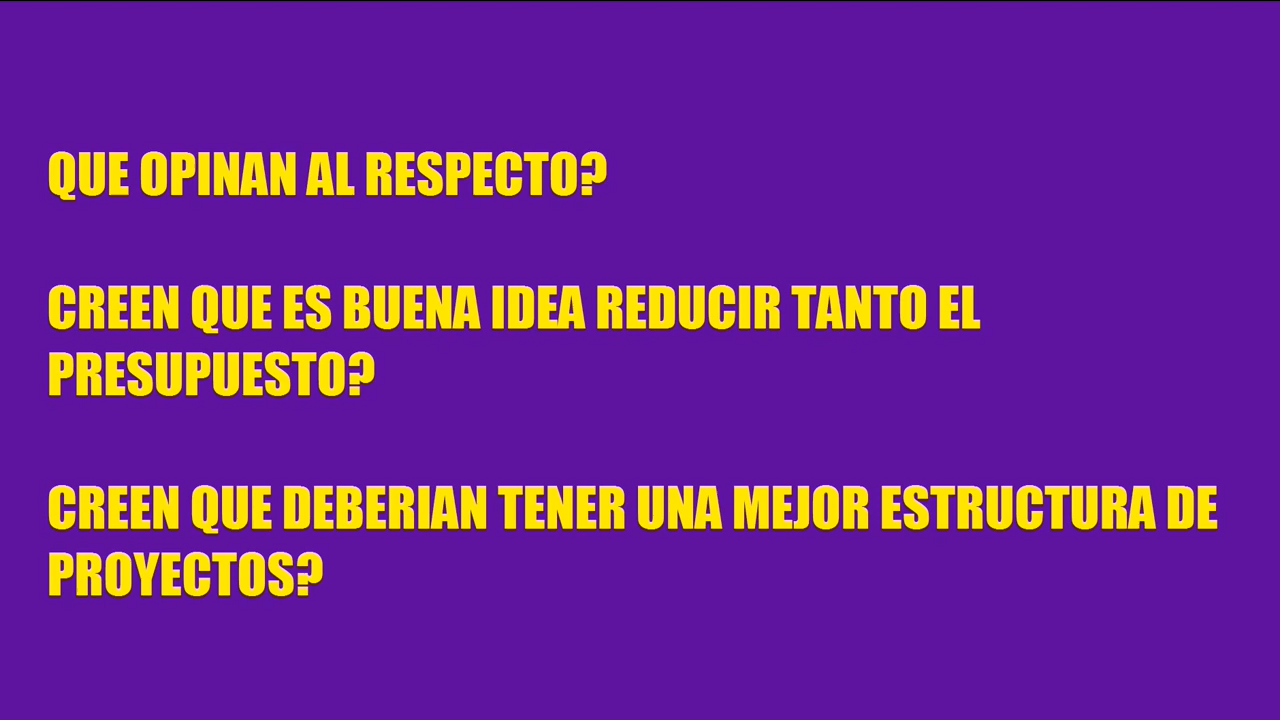 QUE OPINAN AL RESPECTO?
CREEN QUE ES BUENA IDEA REDUCIR TANTO EL
PRESUPUESTO?
CREEN QUE DEBERIAN TENER UNA MEJOR ESTRUCTURA DE
PROYECTOS?